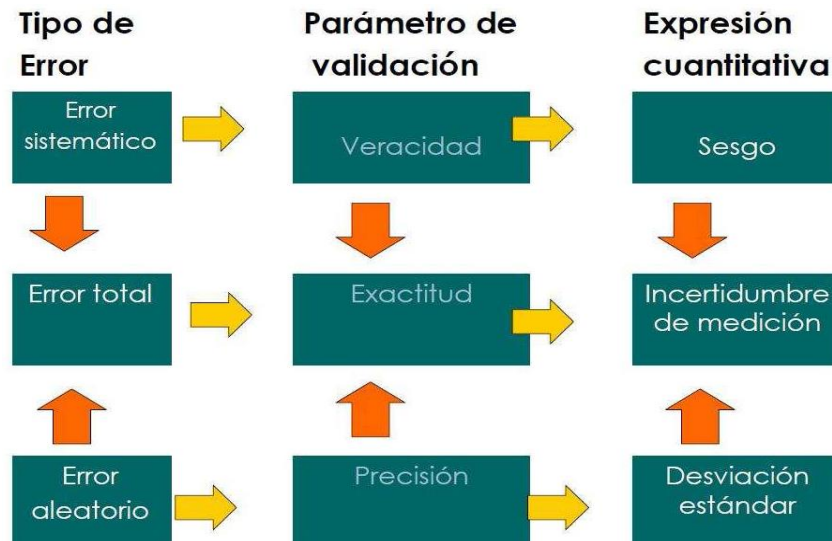 Tipo de
Error
Parámetro de
validación
Expresión
cuantitativa
Error
sistemático
Veracidad
Sesgo
Error total
Exactitud
Incertidumbre
de medición
Error
aleatorio
Precisión
Desviación
estándar